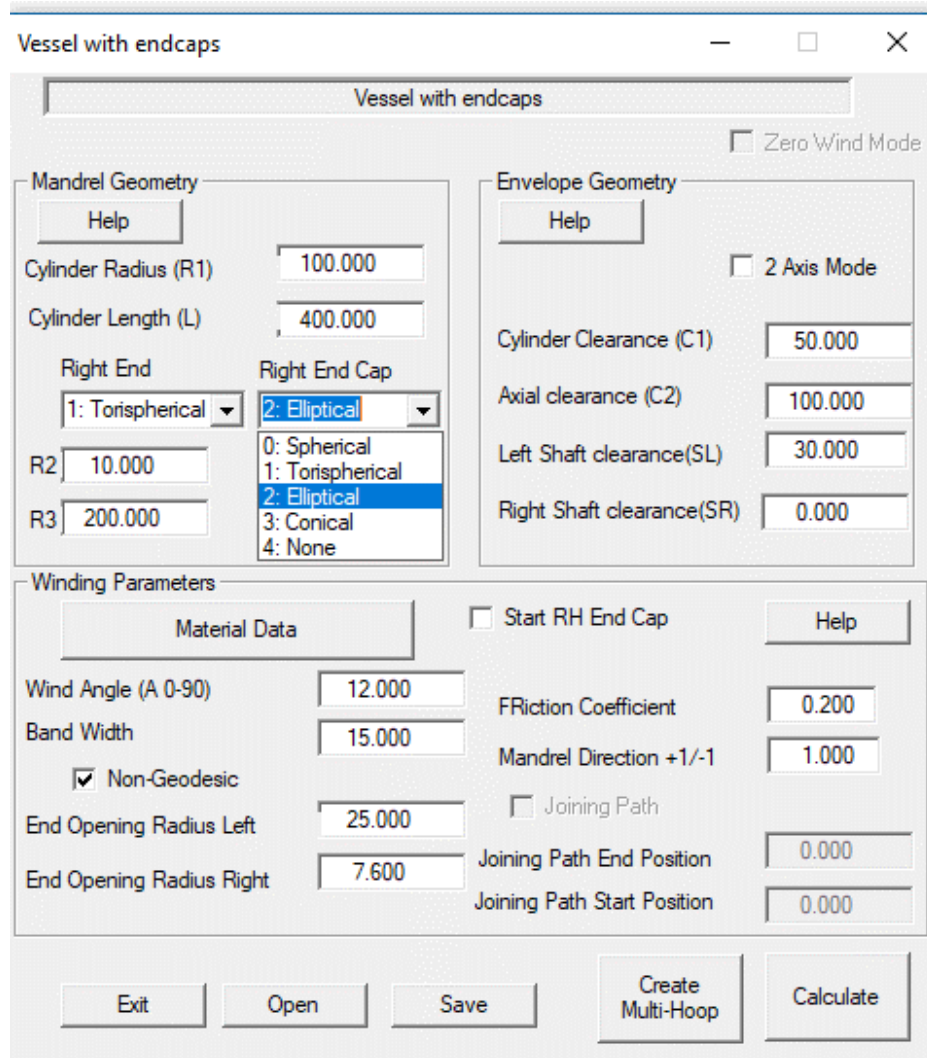 Vessel with endcaps
Vessel with endcaps
Zero Wind Mode
Mandrel Geometry
Help
Cylinder Radius (R1) 100.000
Cylinder Length (L) 400.000
Right End Right End Cap
1: Torispherical 2: Elliptical
0: Spherical
1: Torispherical
2: Elliptical
3: Conical
4: None
R2 10.000
R3 200.000
Envelope Geometry
Help
2 Axis Mode
Cylinder Clearance (C1) 50.000
Axial clearance (C2) 100.000
Left Shaft clearance(SL) 30.000
Right Shaft clearance(SR) 0.000
Winding Parameters
Material Data
Start RH End Cap
Help
Wind Angle (A 0-90) 12.000
Band Width 15.000
Non-Geodesic
End Opening Radius Left 25.000
End Opening Radius Right 7.600
FRiction Coefficient 0.200
Mandrel Direction +1/-1 1.000
Joining Path
Joining Path End Position 0.000
Joining Path Start Position 0.000
Exit
Open
Save
Create
Multi-Hoop
Calculate